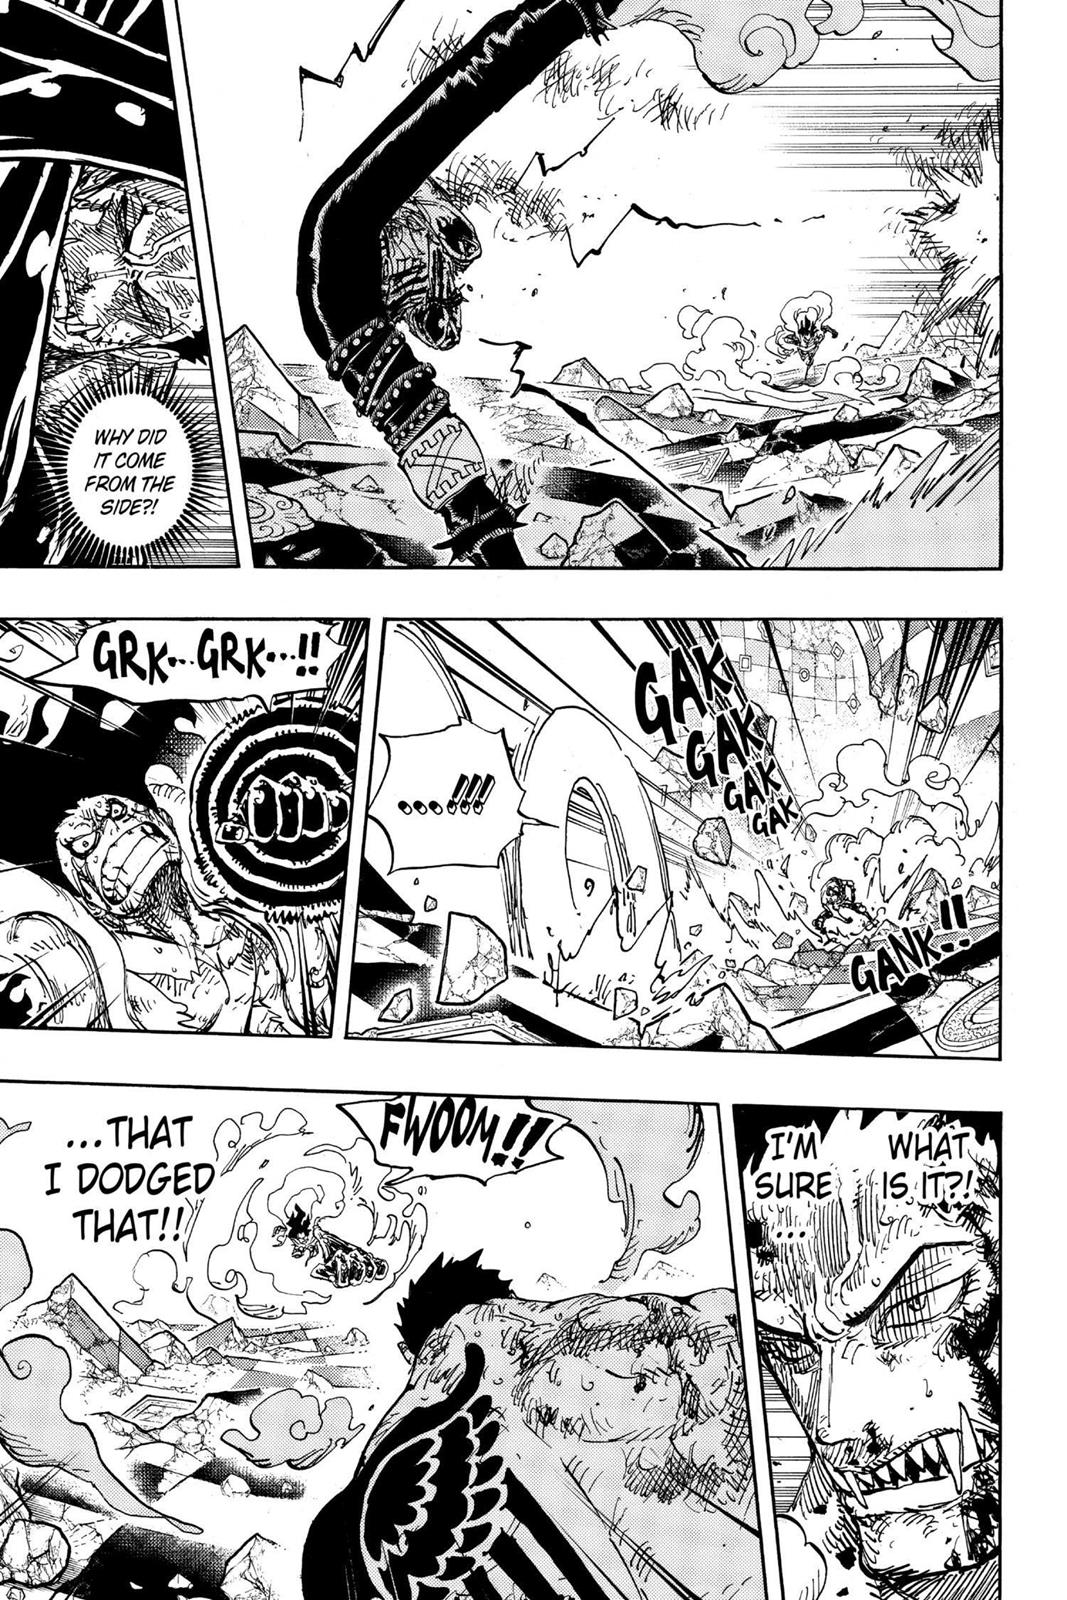 WHY DID
IT COME
FROM THE
SIDE?!
GAK
GAK
GAK
GAK
GANK..!!
...!!!
GRK... GRK...!!
WHAT
IS IT?!
I'M
SURE
...
FWOOM!!
...THAT
I DODGED
THAT!!